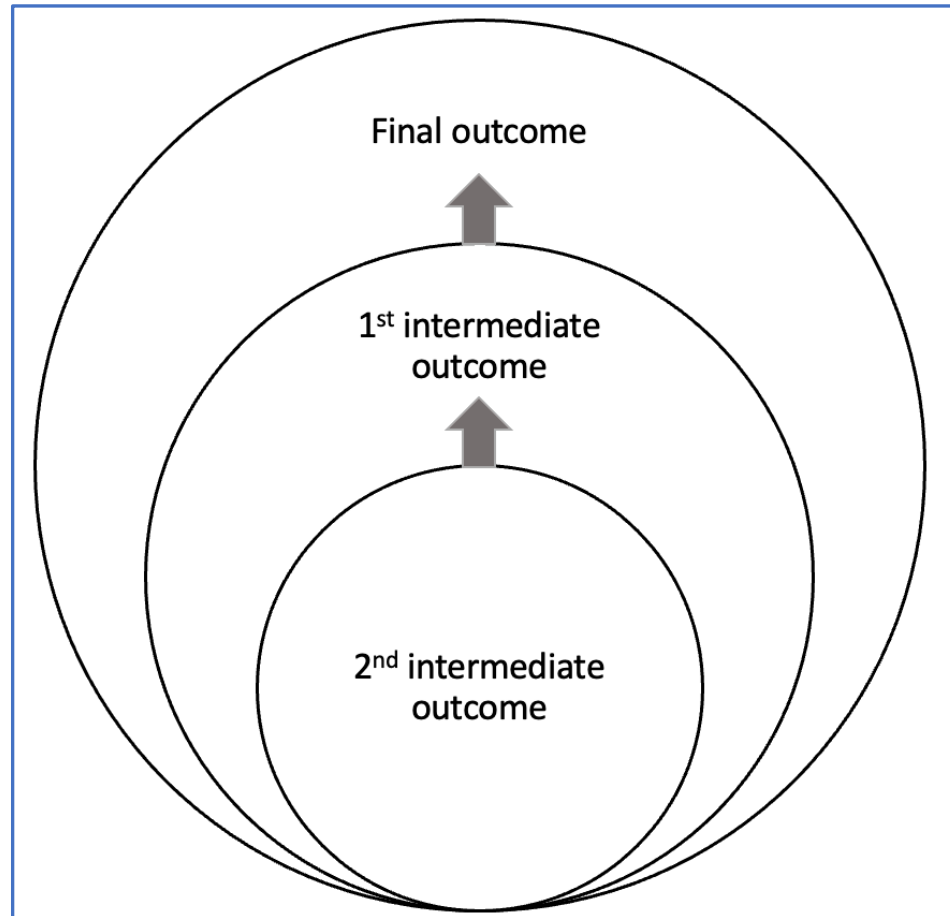 Final outcome
1st intermediate
outcome
2nd intermediate
outcome